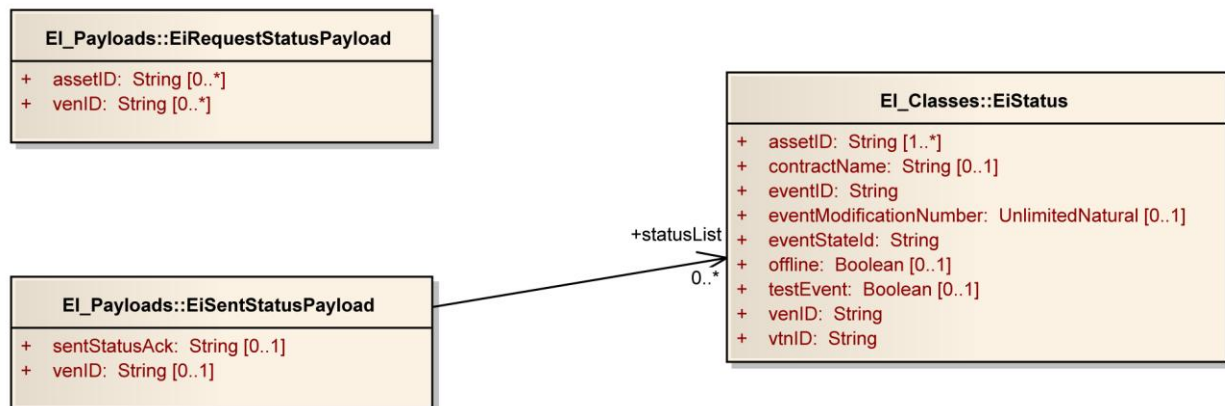 EI_Payloads::EiRequestStatusPayload
+ assetID: String [0..*]
+ venID: String [0..*]
EI_Classes::EiStatus
+ assetID: String [1..*]
+ contractName: String [0..1]
+ eventID: String
+ eventModificationNumber: UnlimitedNatural [0..1]
+ eventStateId: String
+ offline: Boolean [0..1]
+ testEvent: Boolean [0..1]
+ venID: String
+ vtnID: String
+statusList
0..*
EI_Payloads::EiSentStatusPayload
+ sentStatusAck: String [0..1]
+ venID: String [0..1]